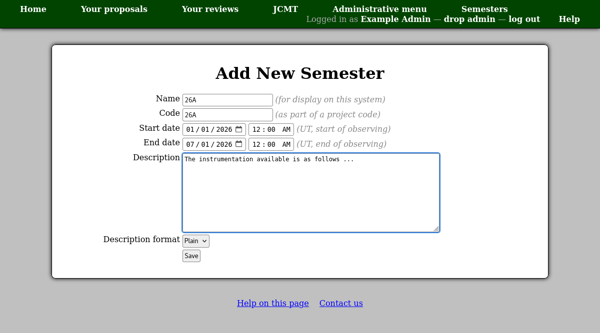 Home Your proposals Your reviews JCMT Administrative menu Semesters
Logged in as Example Admin — drop admin — log out Help
Add New Semester
Name 26A (for display on this system)
Code 26A (as part of a project code)
Start date 01/01/2026 12:00 AM (UT, start of observing)
End date 07/01/2026 12:00 AM (UT, end of observing)
Description The instrumentation available is as follows ...
Description format Plain
Save
Help on this page Contact us